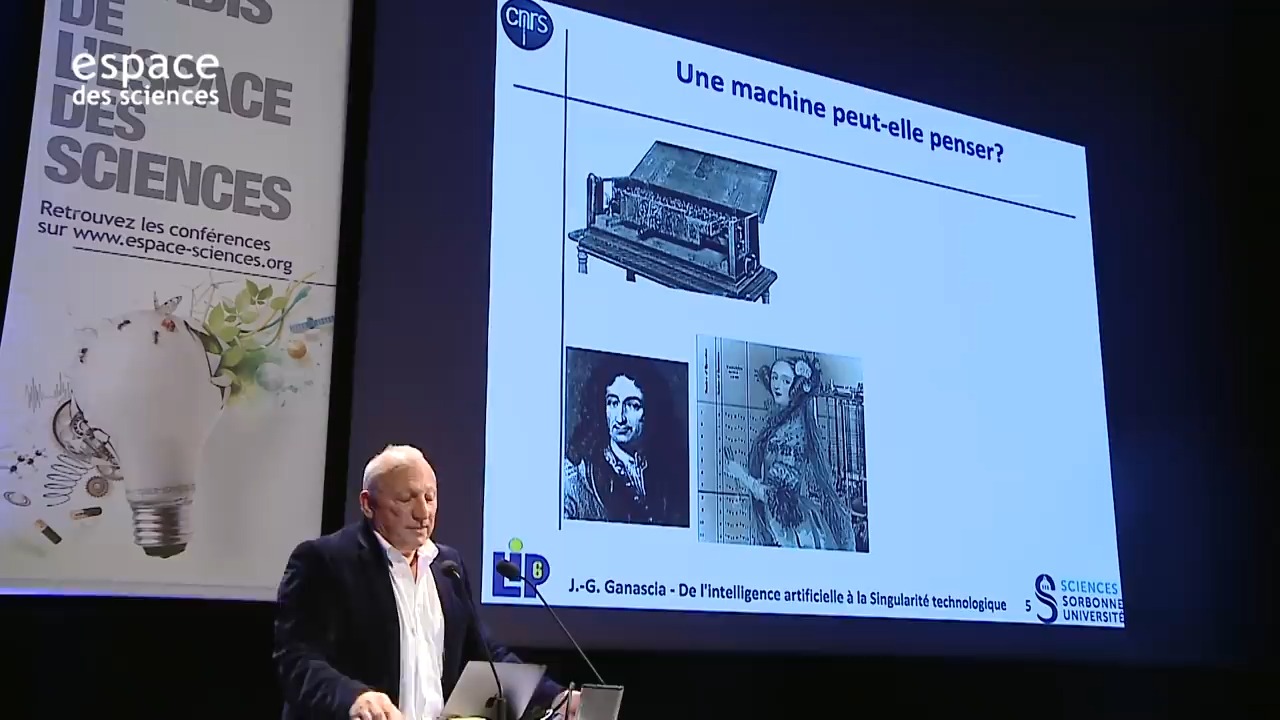 DE
L'ESPACE
DES
SCIENCES
espace
des sciences
Retrouvez les conférences
sur www.espace-sciences.org
cnrs
Une machine peut-elle penser?
LIP6
J.-G. Ganascia - De l'intelligence artificielle à la Singularité technologique
5
SCIENCES
SORBONNE
UNIVERSITÉ